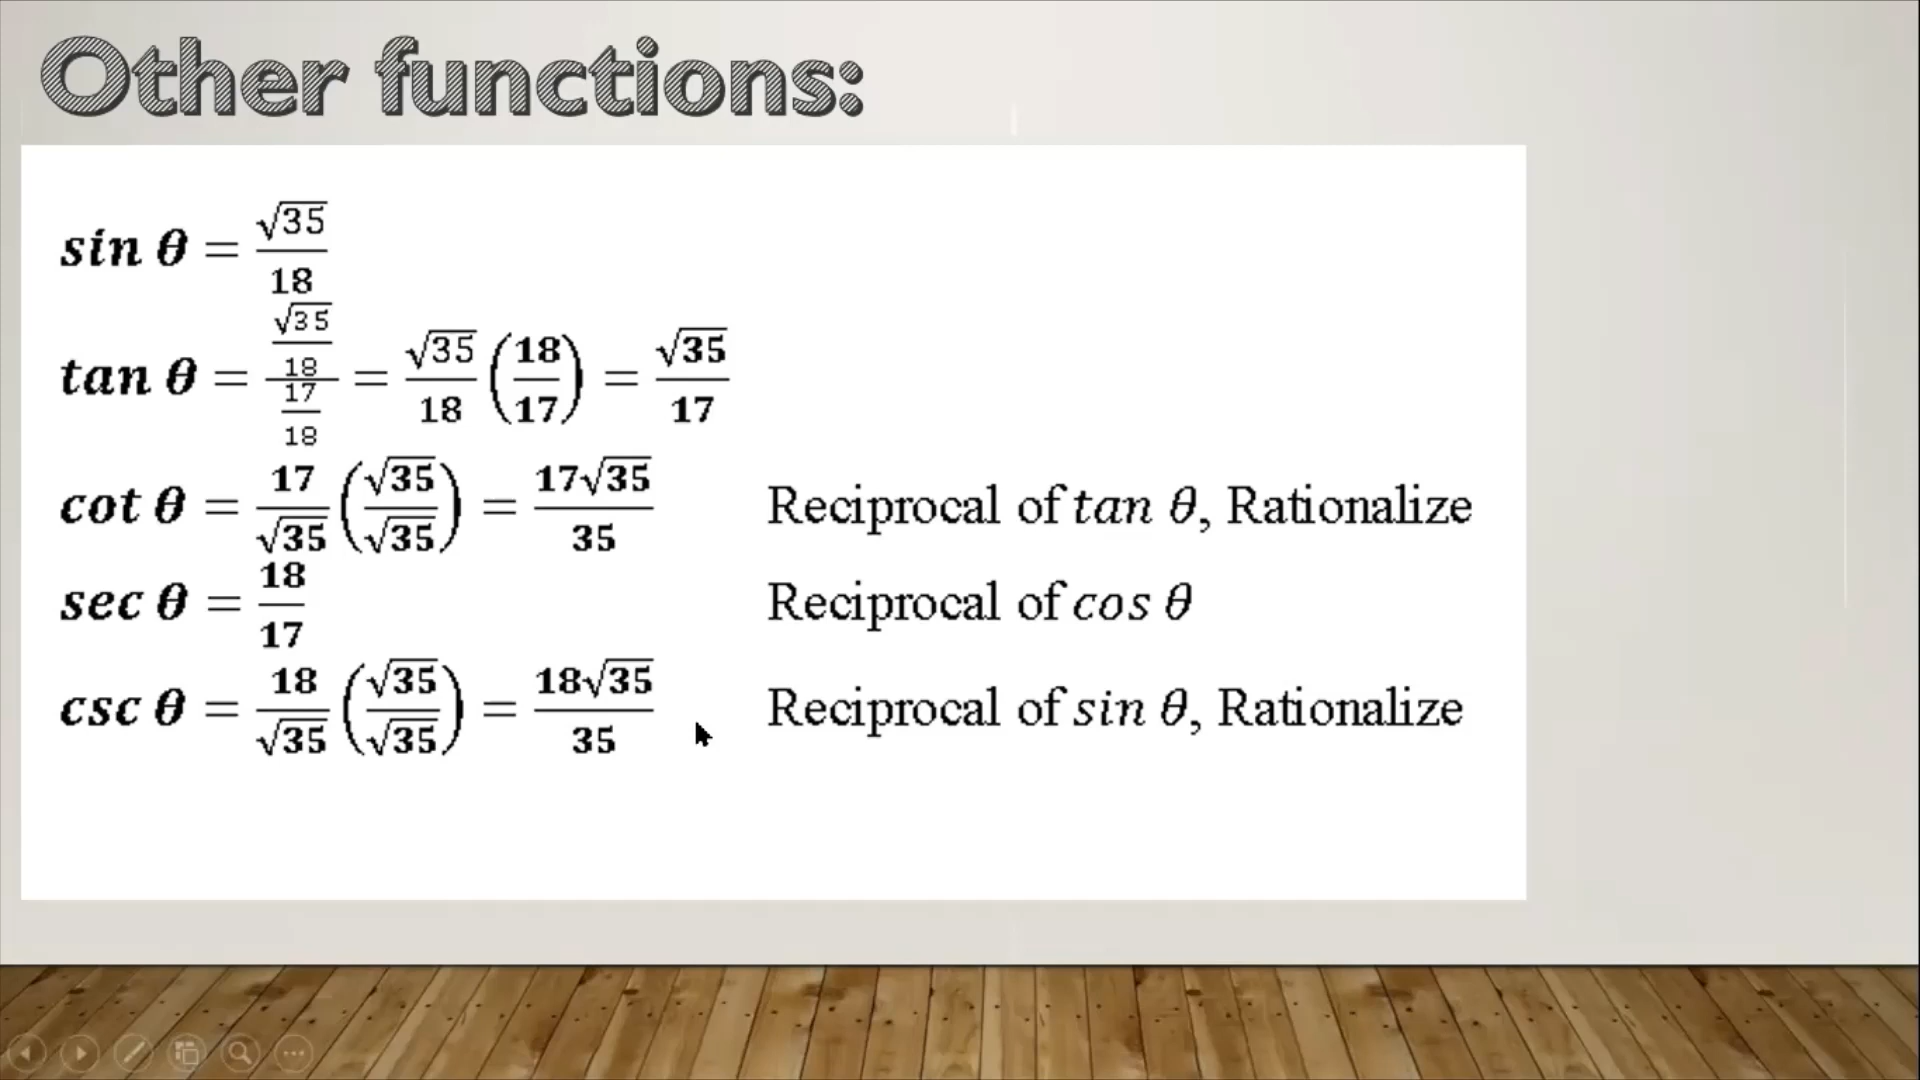 Other functions:
sin θ = √35/18
tan θ = (√35/18)/(17/18) = √35/18 (18/17) = √35/17
cot θ = 17/√35 (√35/√35) = 17√35/35 Reciprocal of tan θ, Rationalize
sec θ = 18/17 Reciprocal of cos θ
csc θ = 18/√35 (√35/√35) = 18√35/35 Reciprocal of sin θ, Rationalize